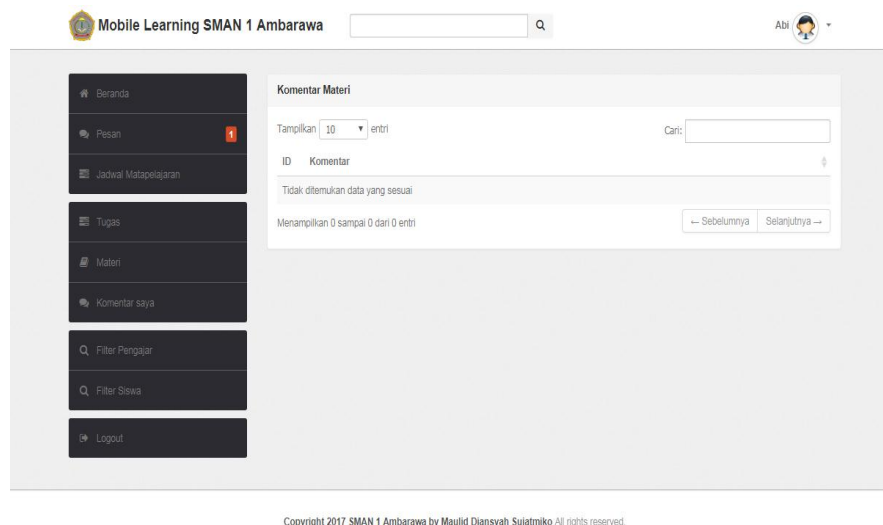 Mobile Learning SMAN 1 Ambarawa
Abi
Beranda
Pesan 1
Jadwal Matapelajaran
Tugas
Materi
Komentar saya
Filter Pengajar
Filter Siswa
Logout
Komentar Materi
Tampilkan 10 entri Cari:
ID Komentar
Tidak ditemukan data yang sesuai
Menampilkan 0 sampai 0 dari 0 entri
← Sebelumnya Selanjutnya →
Copyright 2017 SMAN 1 Ambarawa by Maulid Diansyah Sujatmiko All rights reserved.